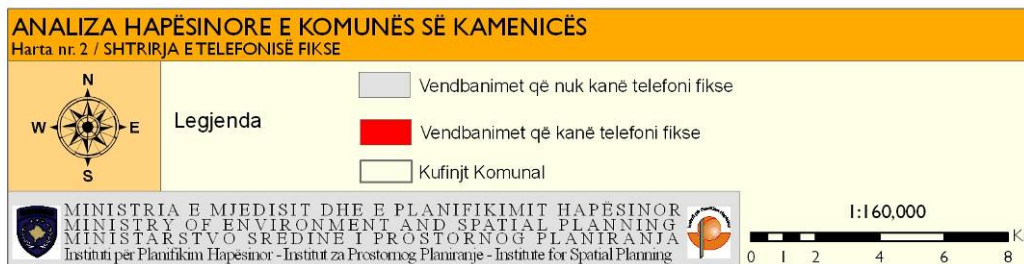 ANALIZA HAPËSINORE E KOMUNËS SË KAMENICËS
Harta nr. 2 / SHTRIRJA E TELEFONISË FIKSE
N
W E
S
Legjenda
Vendbanimet që nuk kanë telefoni fikse
Vendbanimet që kanë telefoni fikse
Kufinjt Komunal
MINISTRIA E MJEDISIT DHE E PLANIFIKIMIT HAPËSINOR
MINISTRY OF ENVIRONMENT AND SPATIAL PLANNING
MINISTARSTVO SREDINE I PROSTORNOG PLANIRANJA
Instituti për Planifikim Hapësinor - Institut za Prostornog Planiranje - Institute for Spatial Planning
1:160,000
0 1 2 4 6 8